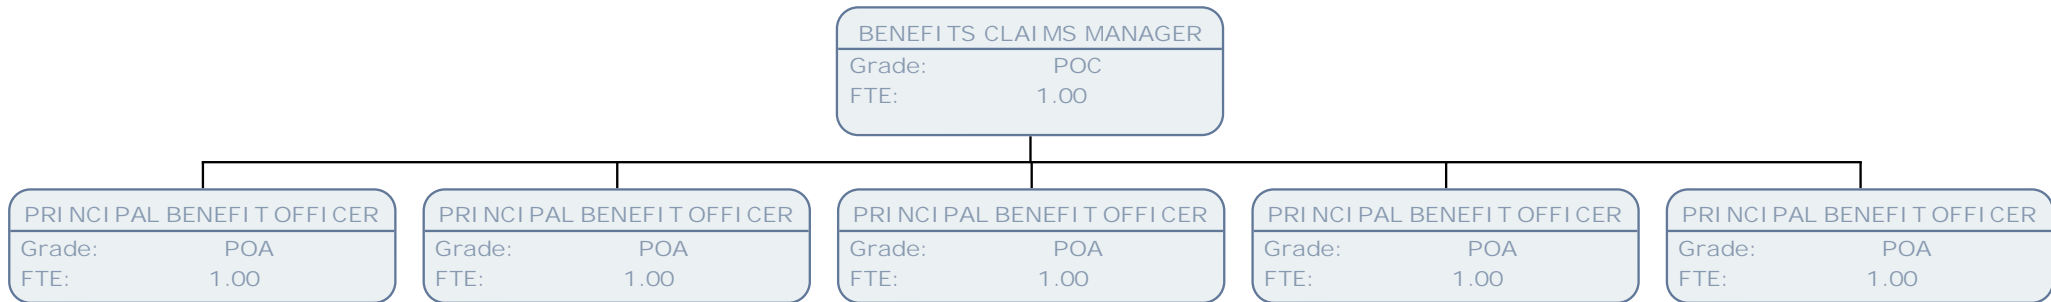 BENEFITS CLAIMS MANAGER
Grade: POC
FTE: 1.00
PRINCIPAL BENEFIT OFFICER
Grade: POA
FTE: 1.00
PRINCIPAL BENEFIT OFFICER
Grade: POA
FTE: 1.00
PRINCIPAL BENEFIT OFFICER
Grade: POA
FTE: 1.00
PRINCIPAL BENEFIT OFFICER
Grade: POA
FTE: 1.00
PRINCIPAL BENEFIT OFFICER
Grade: POA
FTE: 1.00